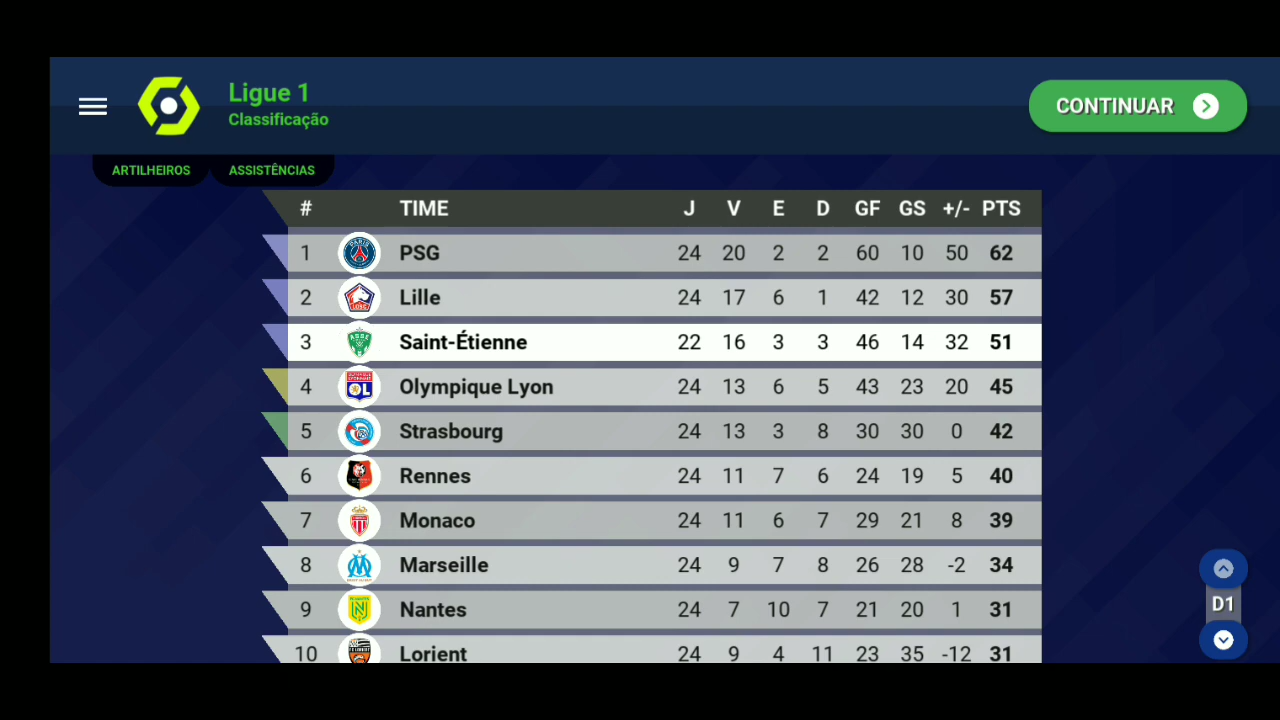 Ligue 1
Classificação
CONTINUAR
ARTILHEIROS ASSISTÊNCIAS
# TIME J V E D GF GS +/- PTS
1 PSG 24 20 2 2 60 10 50 62
2 Lille 24 17 6 1 42 12 30 57
3 Saint-Étienne 22 16 3 3 46 14 32 51
4 Olympique Lyon 24 13 6 5 43 23 20 45
5 Strasbourg 24 13 3 8 30 30 0 42
6 Rennes 24 11 7 6 24 19 5 40
7 Monaco 24 11 6 7 29 21 8 39
8 Marseille 24 9 7 8 26 28 -2 34
9 Nantes 24 7 10 7 21 20 1 31
D1
10 Lorient 24 9 4 11 23 35 -12 31